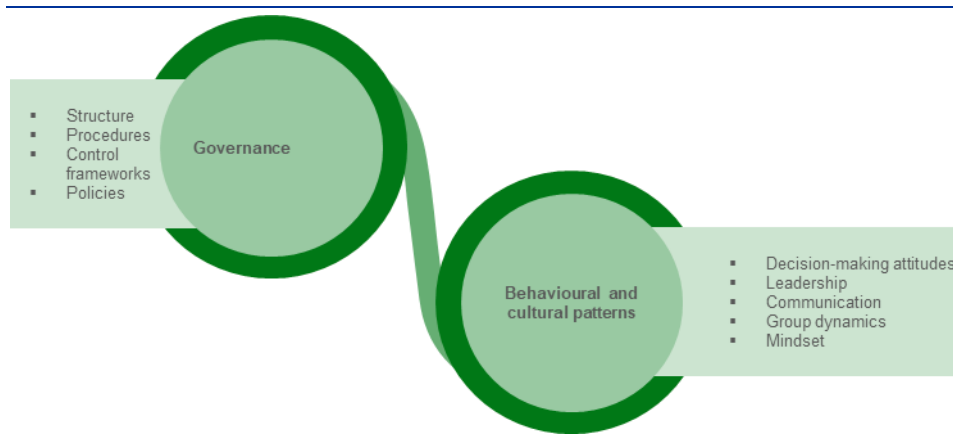 ▪ Structure
▪ Procedures
▪ Control
frameworks
▪ Policies
Governance
Behavioural and
cultural patterns
▪ Decision-making attitudes
▪ Leadership
▪ Communication
▪ Group dynamics
▪ Mindset